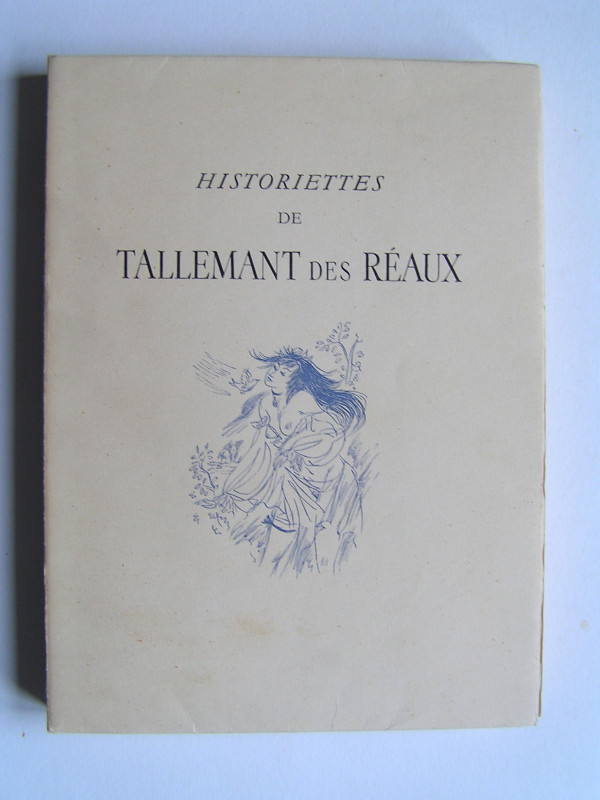 HISTORIETTES
DE
TALLEMANT DES RÉAUX